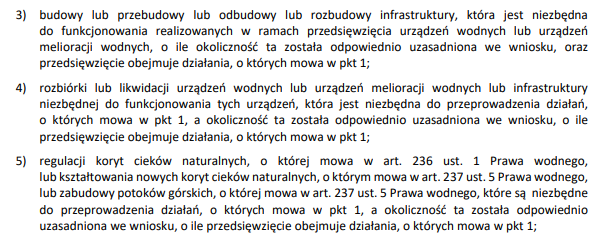 3) budowy lub przebudowy lub odbudowy lub rozbudowy infrastruktury, która jest niezbędna
do funkcjonowania realizowanych w ramach przedsięwzięcia urządzeń wodnych lub urządzeń
melioracji wodnych, o ile okoliczność ta została odpowiednio uzasadniona we wniosku, oraz
przedsięwzięcie obejmuje działania, o których mowa w pkt 1;
4) rozbiórki lub likwidacji urządzeń wodnych lub urządzeń melioracji wodnych lub infrastruktury
niezbędnej do funkcjonowania tych urządzeń, która jest niezbędna do przeprowadzenia działań,
o których mowa w pkt 1, a okoliczność ta została odpowiednio uzasadniona we wniosku, o ile
przedsięwzięcie obejmuje działania, o których mowa w pkt 1;
5) regulacji koryt cieków naturalnych, o której mowa w art. 236 ust. 1 Prawa wodnego,
lub kształtowania nowych koryt cieków naturalnych, o którym mowa w art. 237 ust. 5 Prawa wodnego,
lub zabudowy potoków górskich, o której mowa w art. 237 ust. 5 Prawa wodnego, które są niezbędne
do przeprowadzenia działań, o których mowa w pkt 1, a okoliczność ta została odpowiednio
uzasadniona we wniosku, o ile przedsięwzięcie obejmuje działania, o których mowa w pkt 1;